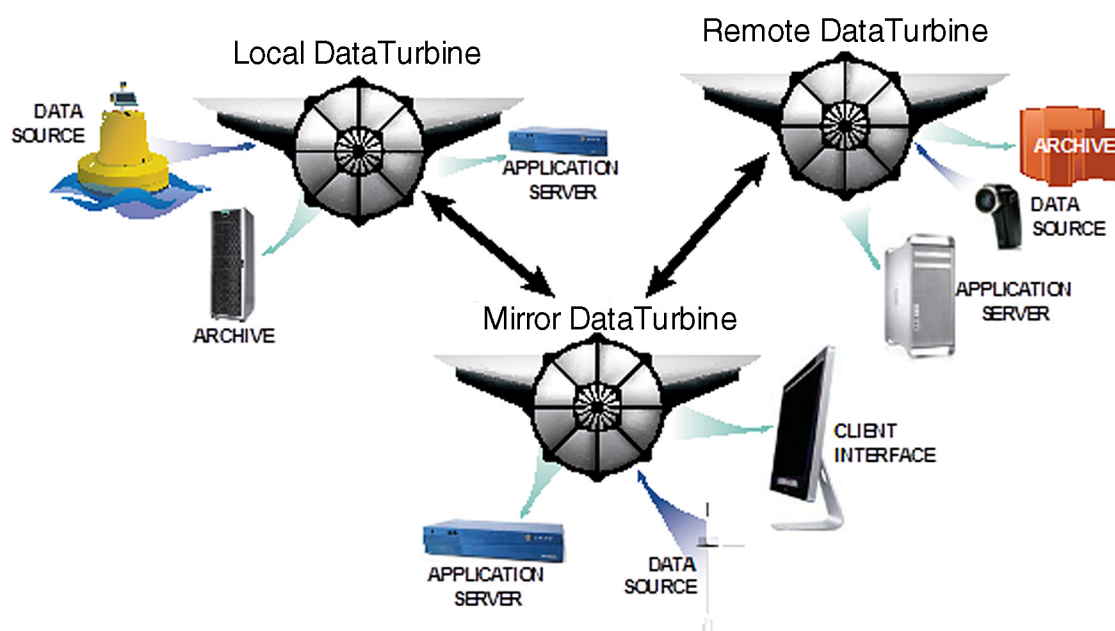 Local DataTurbine
Remote DataTurbine
DATA
SOURCE
APPLICATION
SERVER
ARCHIVE
ARCHIVE
DATA
SOURCE
APPLICATION
SERVER
Mirror DataTurbine
CLIENT
INTERFACE
APPLICATION
SERVER
DATA
SOURCE